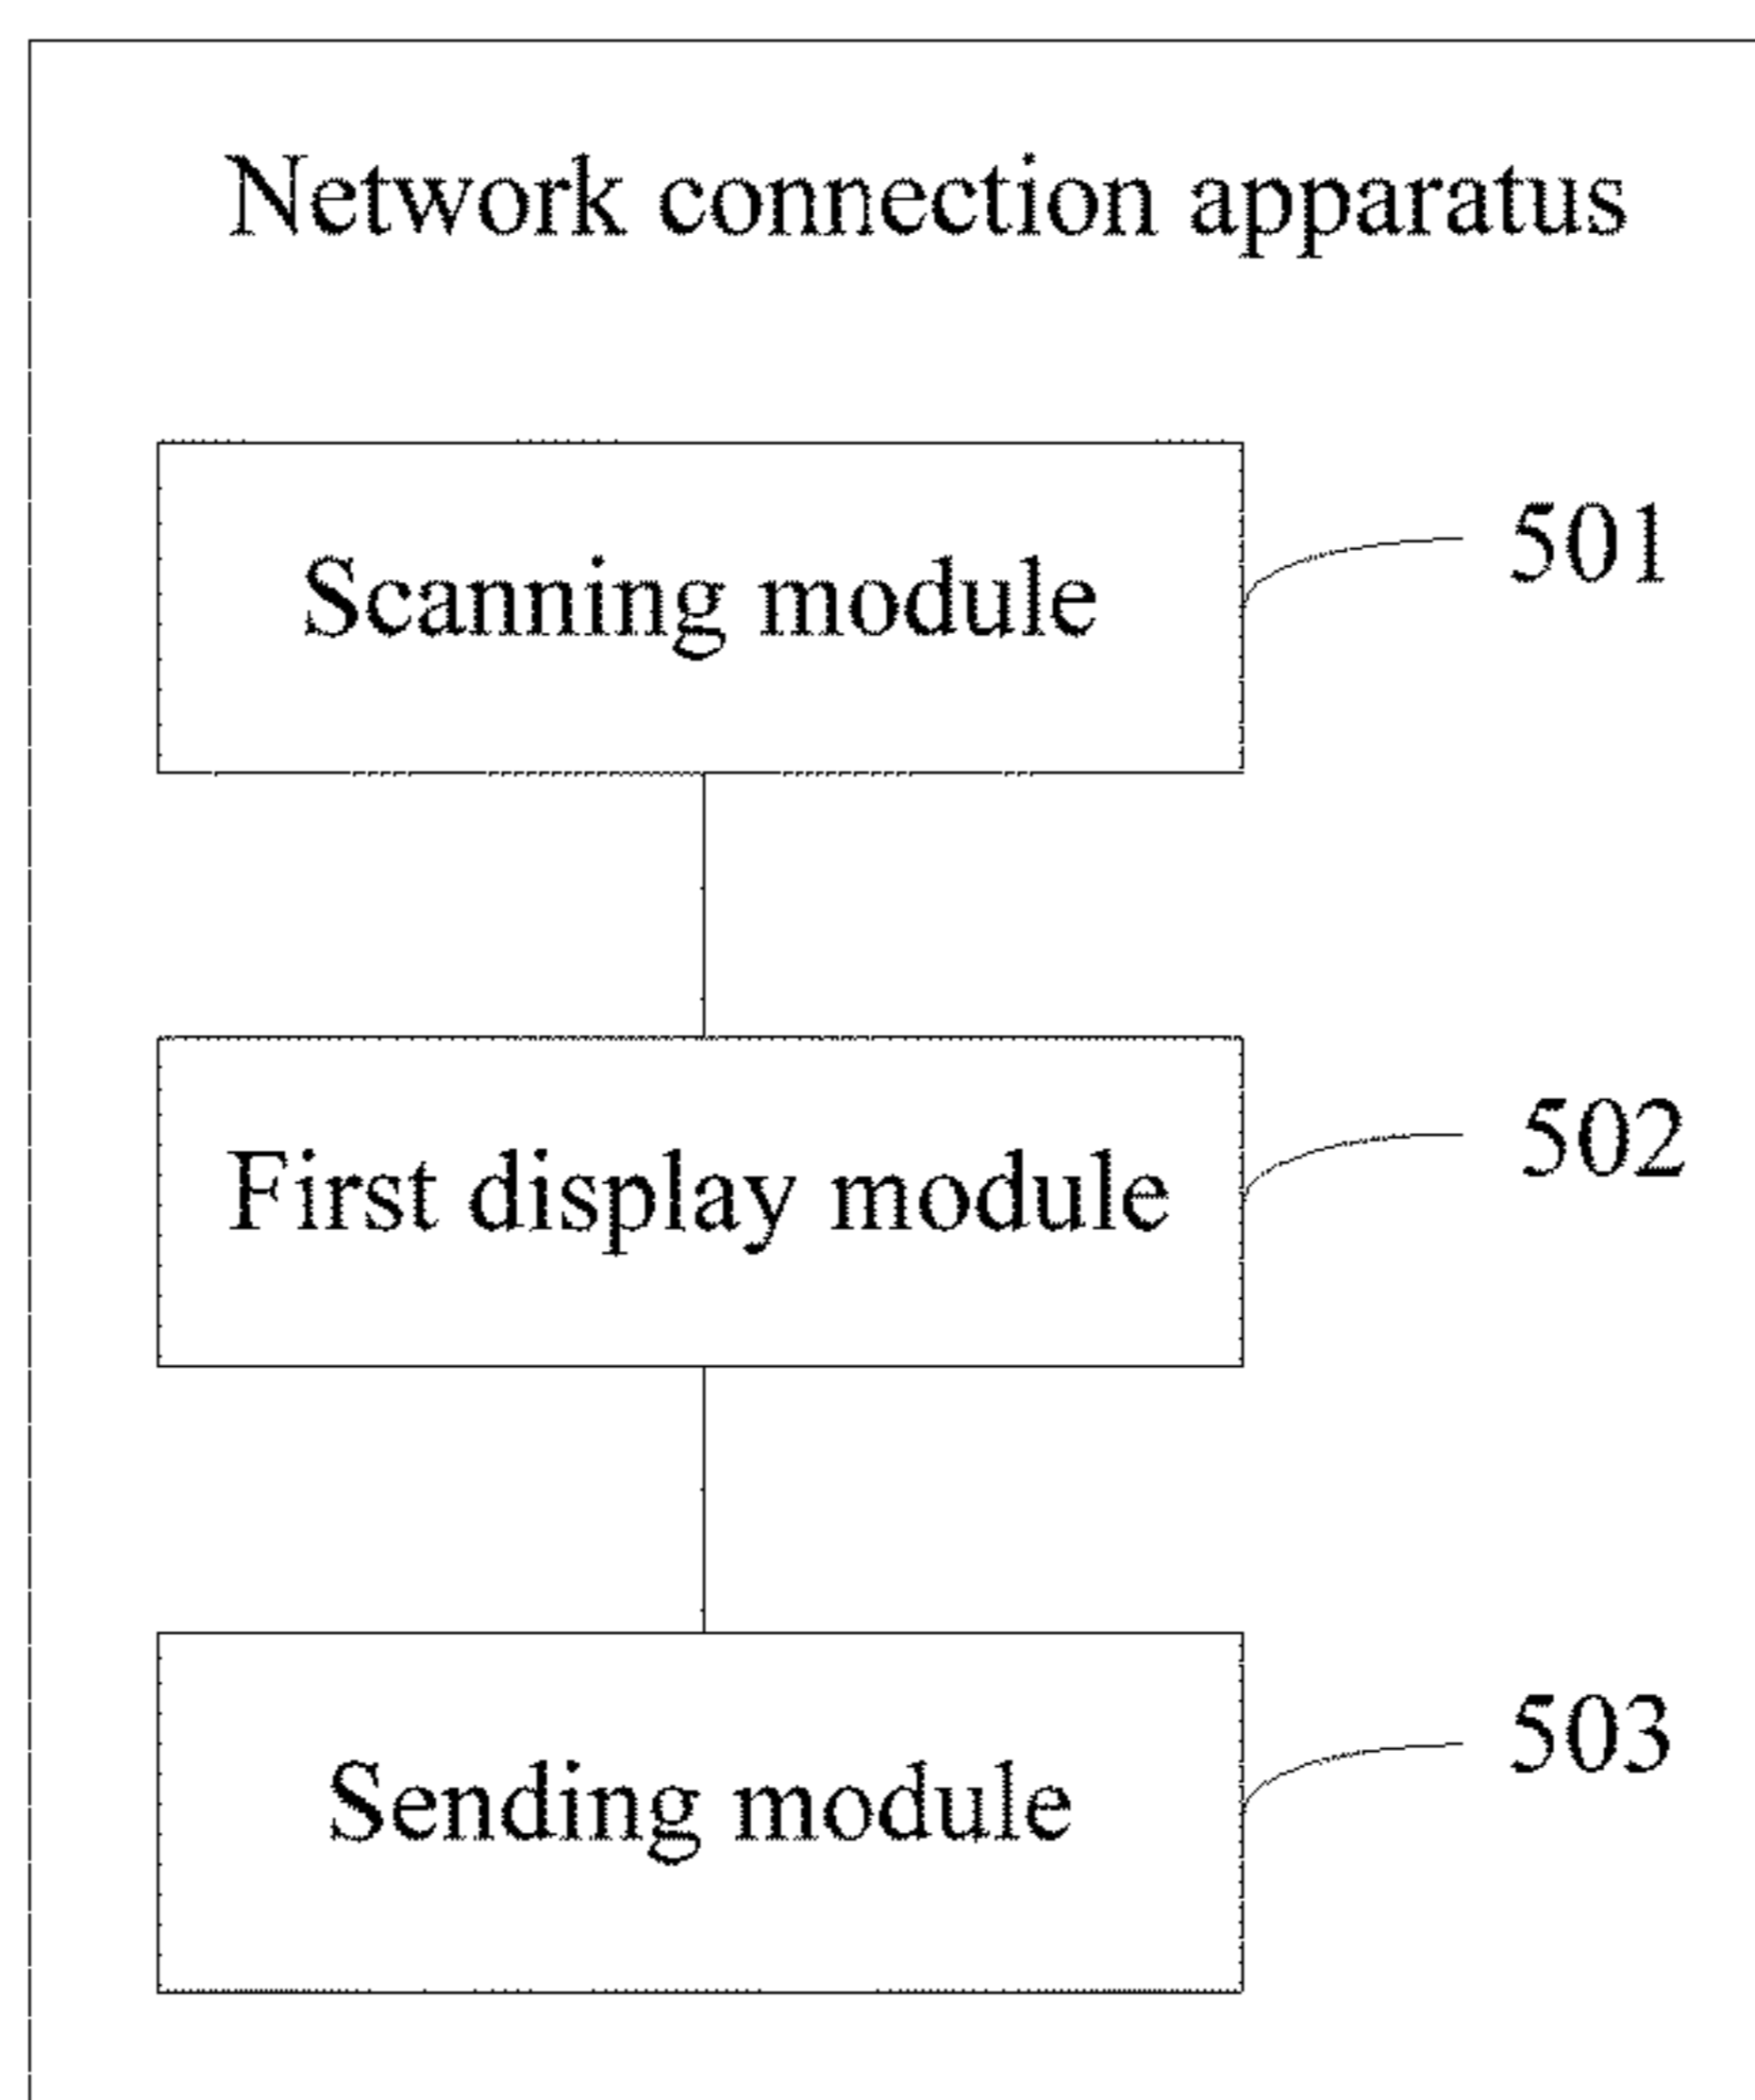 Network connection apparatus
Scanning module
501
First display module
502
Sending module
503